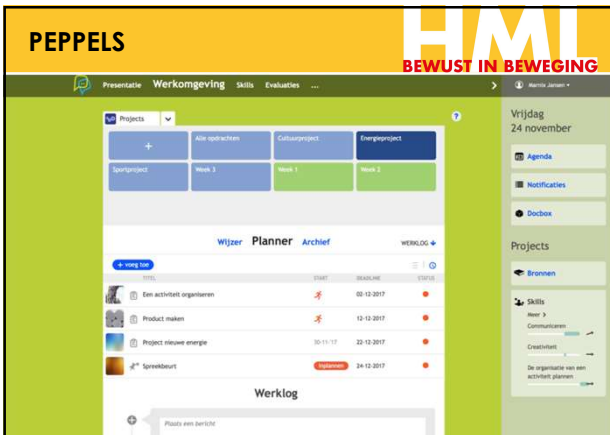 PEPPELS
HML
BEWUST IN BEWEGING
Presentatie Werkomgeving Skills Evaluaties ...
Marnix Jansen
Projects
?
+
Alle opdrachten
Cultuurproject
Energieproject
Sportproject
Week 3
Week 1
Week 2
Wijzer Planner Archief
WERKLOG
+ voeg toe
TITEL START DEADLINE STATUS
Een activiteit organiseren 02-12-2017
Product maken 12-12-2017
Project nieuwe energie 30-11-'17 22-12-2017
Spreekbeurt Inplannen 24-12-2017
Werklog
Plaats een bericht
Vrijdag
24 november
Agenda
Notificaties
Docbox
Projects
Bronnen
Skills
Meer >
Communiceren
Creativiteit
De organisatie van een
activiteit plannen